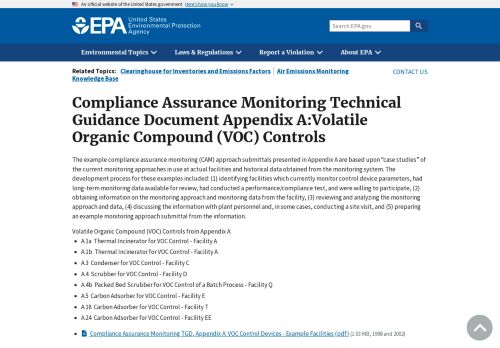 An official website of the United States government Here's how you know
EPA United States Environmental Protection Agency
Search EPA.gov
Environmental Topics Laws & Regulations Report a Violation About EPA
Related Topics: Clearinghouse for Inventories and Emissions Factors | Air Emissions Monitoring Knowledge Base
CONTACT US
Compliance Assurance Monitoring Technical
Guidance Document Appendix A:Volatile
Organic Compound (VOC) Controls
The example compliance assurance monitoring (CAM) approach submittals presented in Appendix A are based upon "case studies" of
the current monitoring approaches in use at actual facilities and historical data obtained from the monitoring system. The
development process for these examples included: (1) identifying facilities which currently monitor control device parameters, had
long-term monitoring data available for review, had conducted a performance/compliance test, and were willing to participate, (2)
obtaining information on the monitoring approach and monitoring data from the facility, (3) reviewing and analyzing the monitoring
approach and data, (4) discussing the information with plant personnel and, in some cases, conducting a site visit, and (5) preparing
an example monitoring approach submittal from the information.
Volatile Organic Compound (VOC) Controls from Appendix A
• A.1a Thermal Incinerator for VOC Control - Facility A
• A.1b Thermal Incinerator for VOC Control - Facility A
• A.3 Condenser for VOC Control - Facility C
• A.4 Scrubber for VOC Control - Facility D
• A.4b Packed Bed Scrubber for VOC Control of a Batch Process - Facility Q
• A.5 Carbon Adsorber for VOC Control - Facility E
• A.18 Carbon Adsorber for VOC Control - Facility T
• A.24 Carbon Adsorber for VOC Control - Facility EE
• Compliance Assurance Monitoring TGD, Appendix A: VOC Control Devices - Example Facilities (pdf) (1.03 MB, 1998 and 2002)